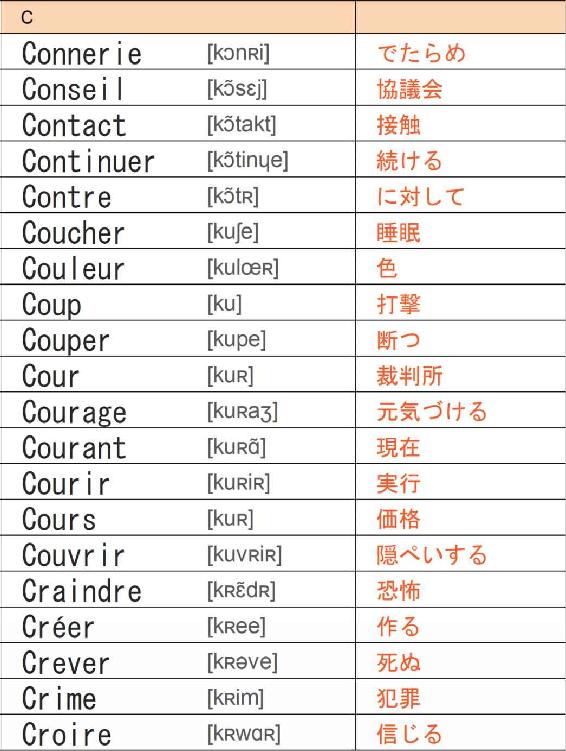 C
Connerie [kɔnʀi] でたらめ
Conseil [kɔ̃sɛj] 協議会
Contact [kɔ̃takt] 接触
Continuer [kɔ̃tinɥe] 続ける
Contre [kɔ̃tʀ] に対して
Coucher [kuʃe] 睡眠
Couleur [kulœʀ] 色
Coup [ku] 打撃
Couper [kupe] 断つ
Cour [kuʀ] 裁判所
Courage [kuʀaʒ] 元気づける
Courant [kuʀɑ̃] 現在
Courir [kuʀiʀ] 実行
Cours [kuʀ] 価格
Couvrir [kuvʀiʀ] 隠ぺいする
Craindre [kʀɛ̃dʀ] 恐怖
Créer [kʀee] 作る
Crever [kʀəve] 死ぬ
Crime [kʀim] 犯罪
Croire [kʀwɑʀ] 信じる